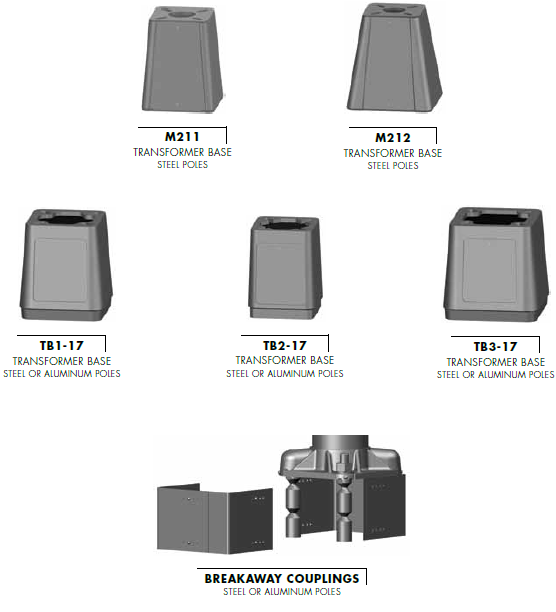 M211
TRANSFORMER BASE
STEEL POLES
M212
TRANSFORMER BASE
STEEL POLES
TB1-17
TRANSFORMER BASE
STEEL OR ALUMINUM POLES
TB2-17
TRANSFORMER BASE
STEEL OR ALUMINUM POLES
TB3-17
TRANSFORMER BASE
STEEL OR ALUMINUM POLES
BREAKAWAY COUPLINGS
STEEL OR ALUMINUM POLES